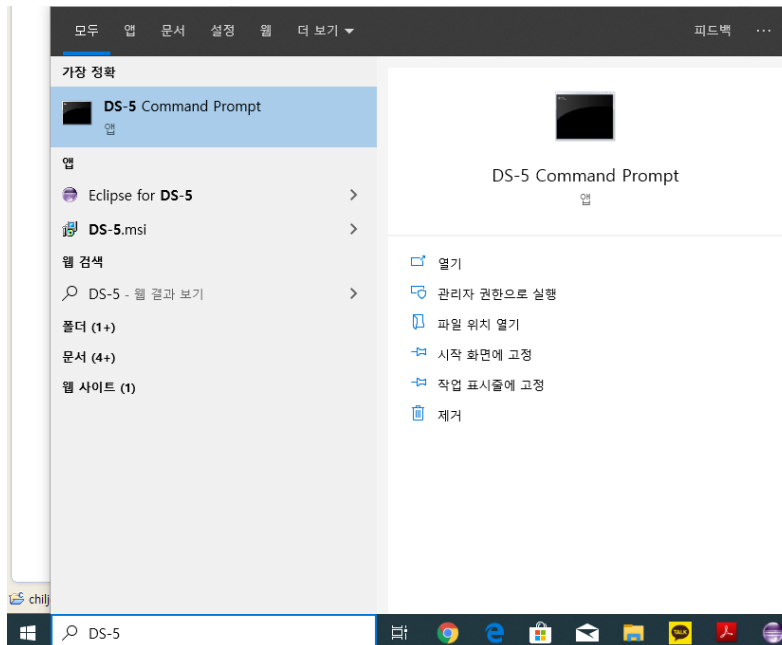 모두 앱 문서 설정 웹 더 보기 피드백 ···
가장 정확
DS-5 Command Prompt
앱
앱
Eclipse for DS-5
DS-5.msi
웹 검색
DS-5 - 웹 결과 보기
폴더 (1+)
문서 (4+)
웹 사이트 (1)
DS-5 Command Prompt
앱
열기
관리자 권한으로 실행
파일 위치 열기
시작 화면에 고정
작업 표시줄에 고정
제거
chilj
DS-5
TALK